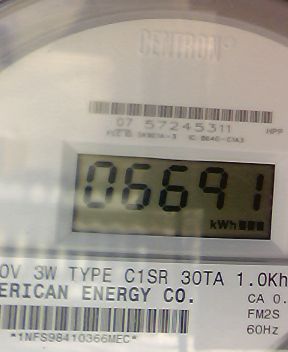 CENTRON®
07 57245311
HPP
06691
kWh
0V 3W TYPE C1SR 30TA 1.0Kh
ERICAN ENERGY CO.
CA 0.
FM2S
60Hz
*1NFS98410366MEC*